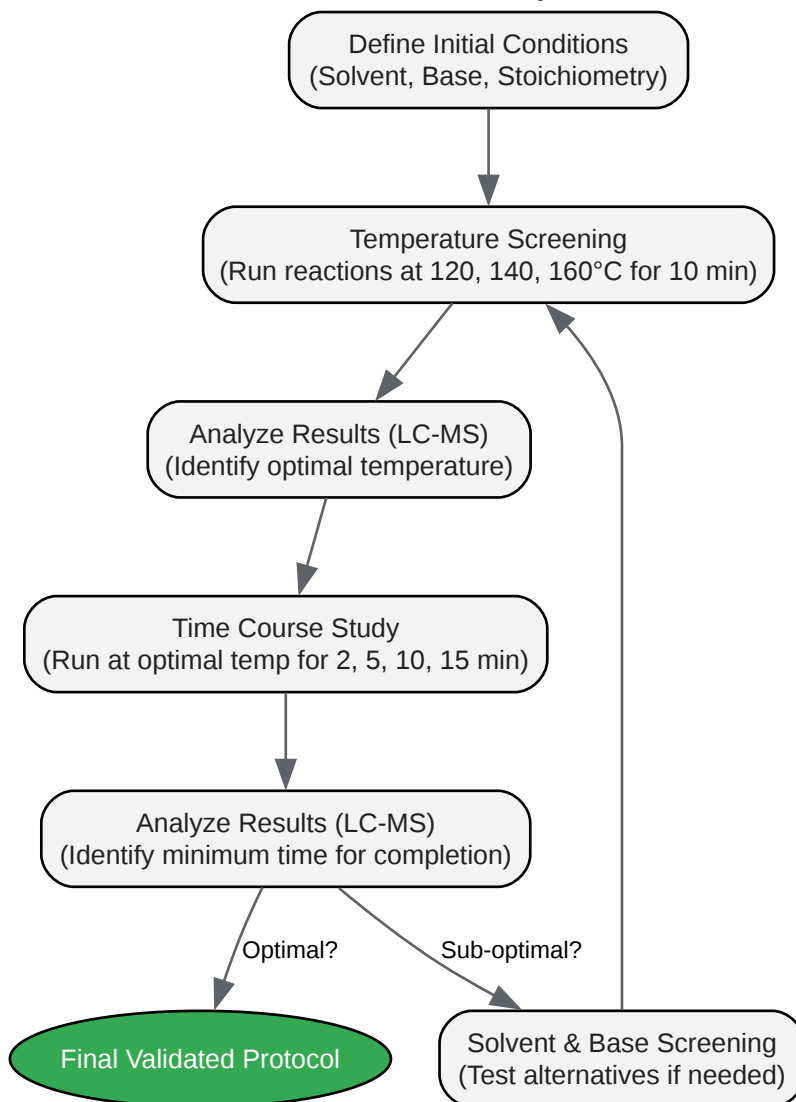 Define Initial Conditions
(Solvent, Base, Stoichiometry)
Temperature Screening
(Run reactions at 120, 140, 160°C for 10 min)
Analyze Results (LC-MS)
(Identify optimal temperature)
Time Course Study
(Run at optimal temp for 2, 5, 10, 15 min)
Analyze Results (LC-MS)
(Identify minimum time for completion)
Optimal?
Sub-optimal?
Final Validated Protocol
Solvent & Base Screening
(Test alternatives if needed)